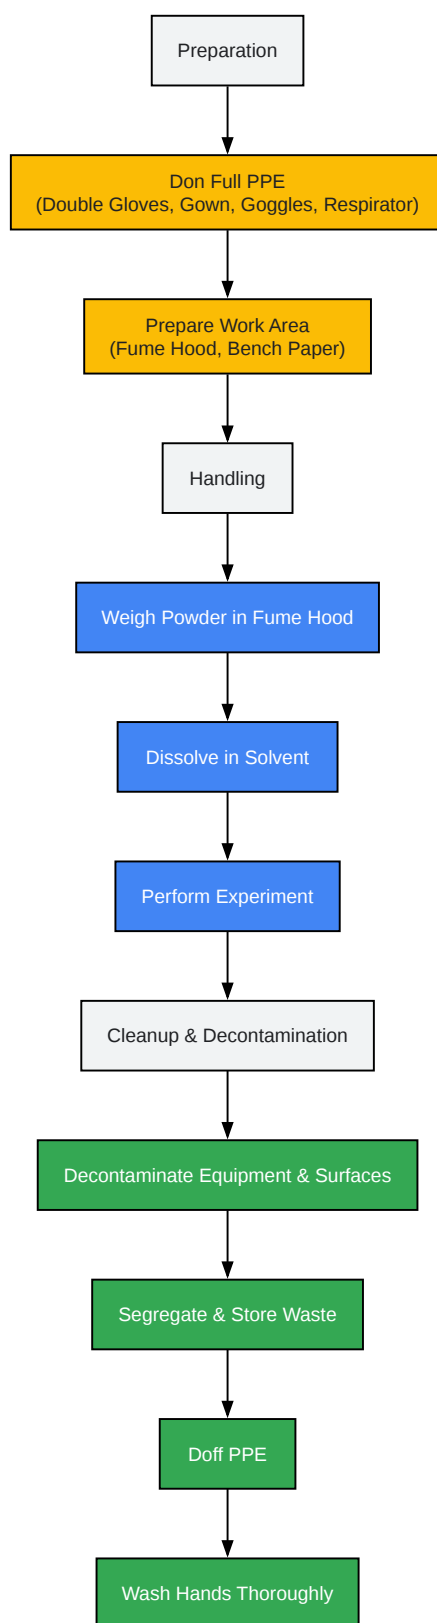 Preparation
Don Full PPE
(Double Gloves, Gown, Goggles, Respirator)
Prepare Work Area
(Fume Hood, Bench Paper)
Handling
Weigh Powder in Fume Hood
Dissolve in Solvent
Perform Experiment
Cleanup & Decontamination
Decontaminate Equipment & Surfaces
Segregate & Store Waste
Doff PPE
Wash Hands Thoroughly